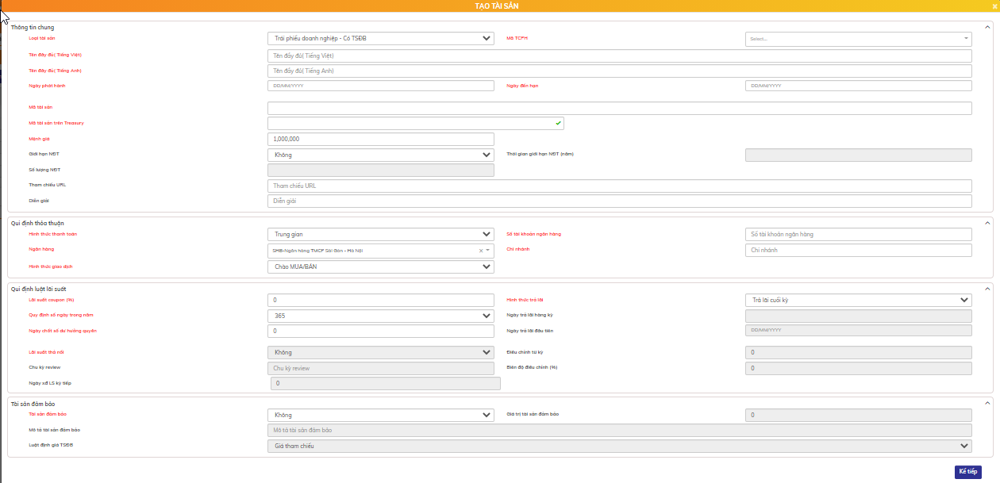 TẠO TÀI SẢN
Thông tin chung
Loại tài sản Trái phiếu doanh nghiệp - Có TSĐB Mã TCPH Select...
Tên đầy đủ( Tiếng Việt) Tên đầy đủ( Tiếng Việt)
Tên đầy đủ( Tiếng Anh) Tên đầy đủ( Tiếng Anh)
Ngày phát hành DD/MM/YYYY Ngày đến hạn DD/MM/YYYY
Mã tài sản
Mã tài sản trên Treasury
Mệnh giá 1,000,000
Giới hạn NĐT Không Thời gian giới hạn NĐT (năm)
Số lượng NĐT
Tham chiếu URL Tham chiếu URL
Diễn giải Diễn giải
Qui định thỏa thuận
Hình thức thanh toán Trung gian Số tài khoản ngân hàng Số tài khoản ngân hàng
Ngân hàng SHB-Ngân hàng TMCP Sài Gòn - Hà Nội Chi nhánh Chi nhánh
Hình thức giao dịch Chào MUA/BÁN
Qui định luật lãi suất
Lãi suất coupon (%) 0 Hình thức trả lãi Trả lãi cuối kỳ
Quy định số ngày trong năm 365 Ngày trả lãi hàng kỳ
Ngày chốt số dư hưởng quyền 0 Ngày trả lãi đầu tiên DD/MM/YYYY
Lãi suất thả nổi Không Điều chỉnh từ kỳ 0
Chu kỳ review Chu kỳ review Biên độ điều chỉnh (%) 0
Ngày xđ LS kỳ tiếp 0
Tài sản đảm bảo
Tài sản đảm bảo Không Giá trị tài sản đảm bảo 0
Mô tả tài sản đảm bảo Mô tả tài sản đảm bảo
Luật định giá TSĐB Giá tham chiếu
Kế tiếp